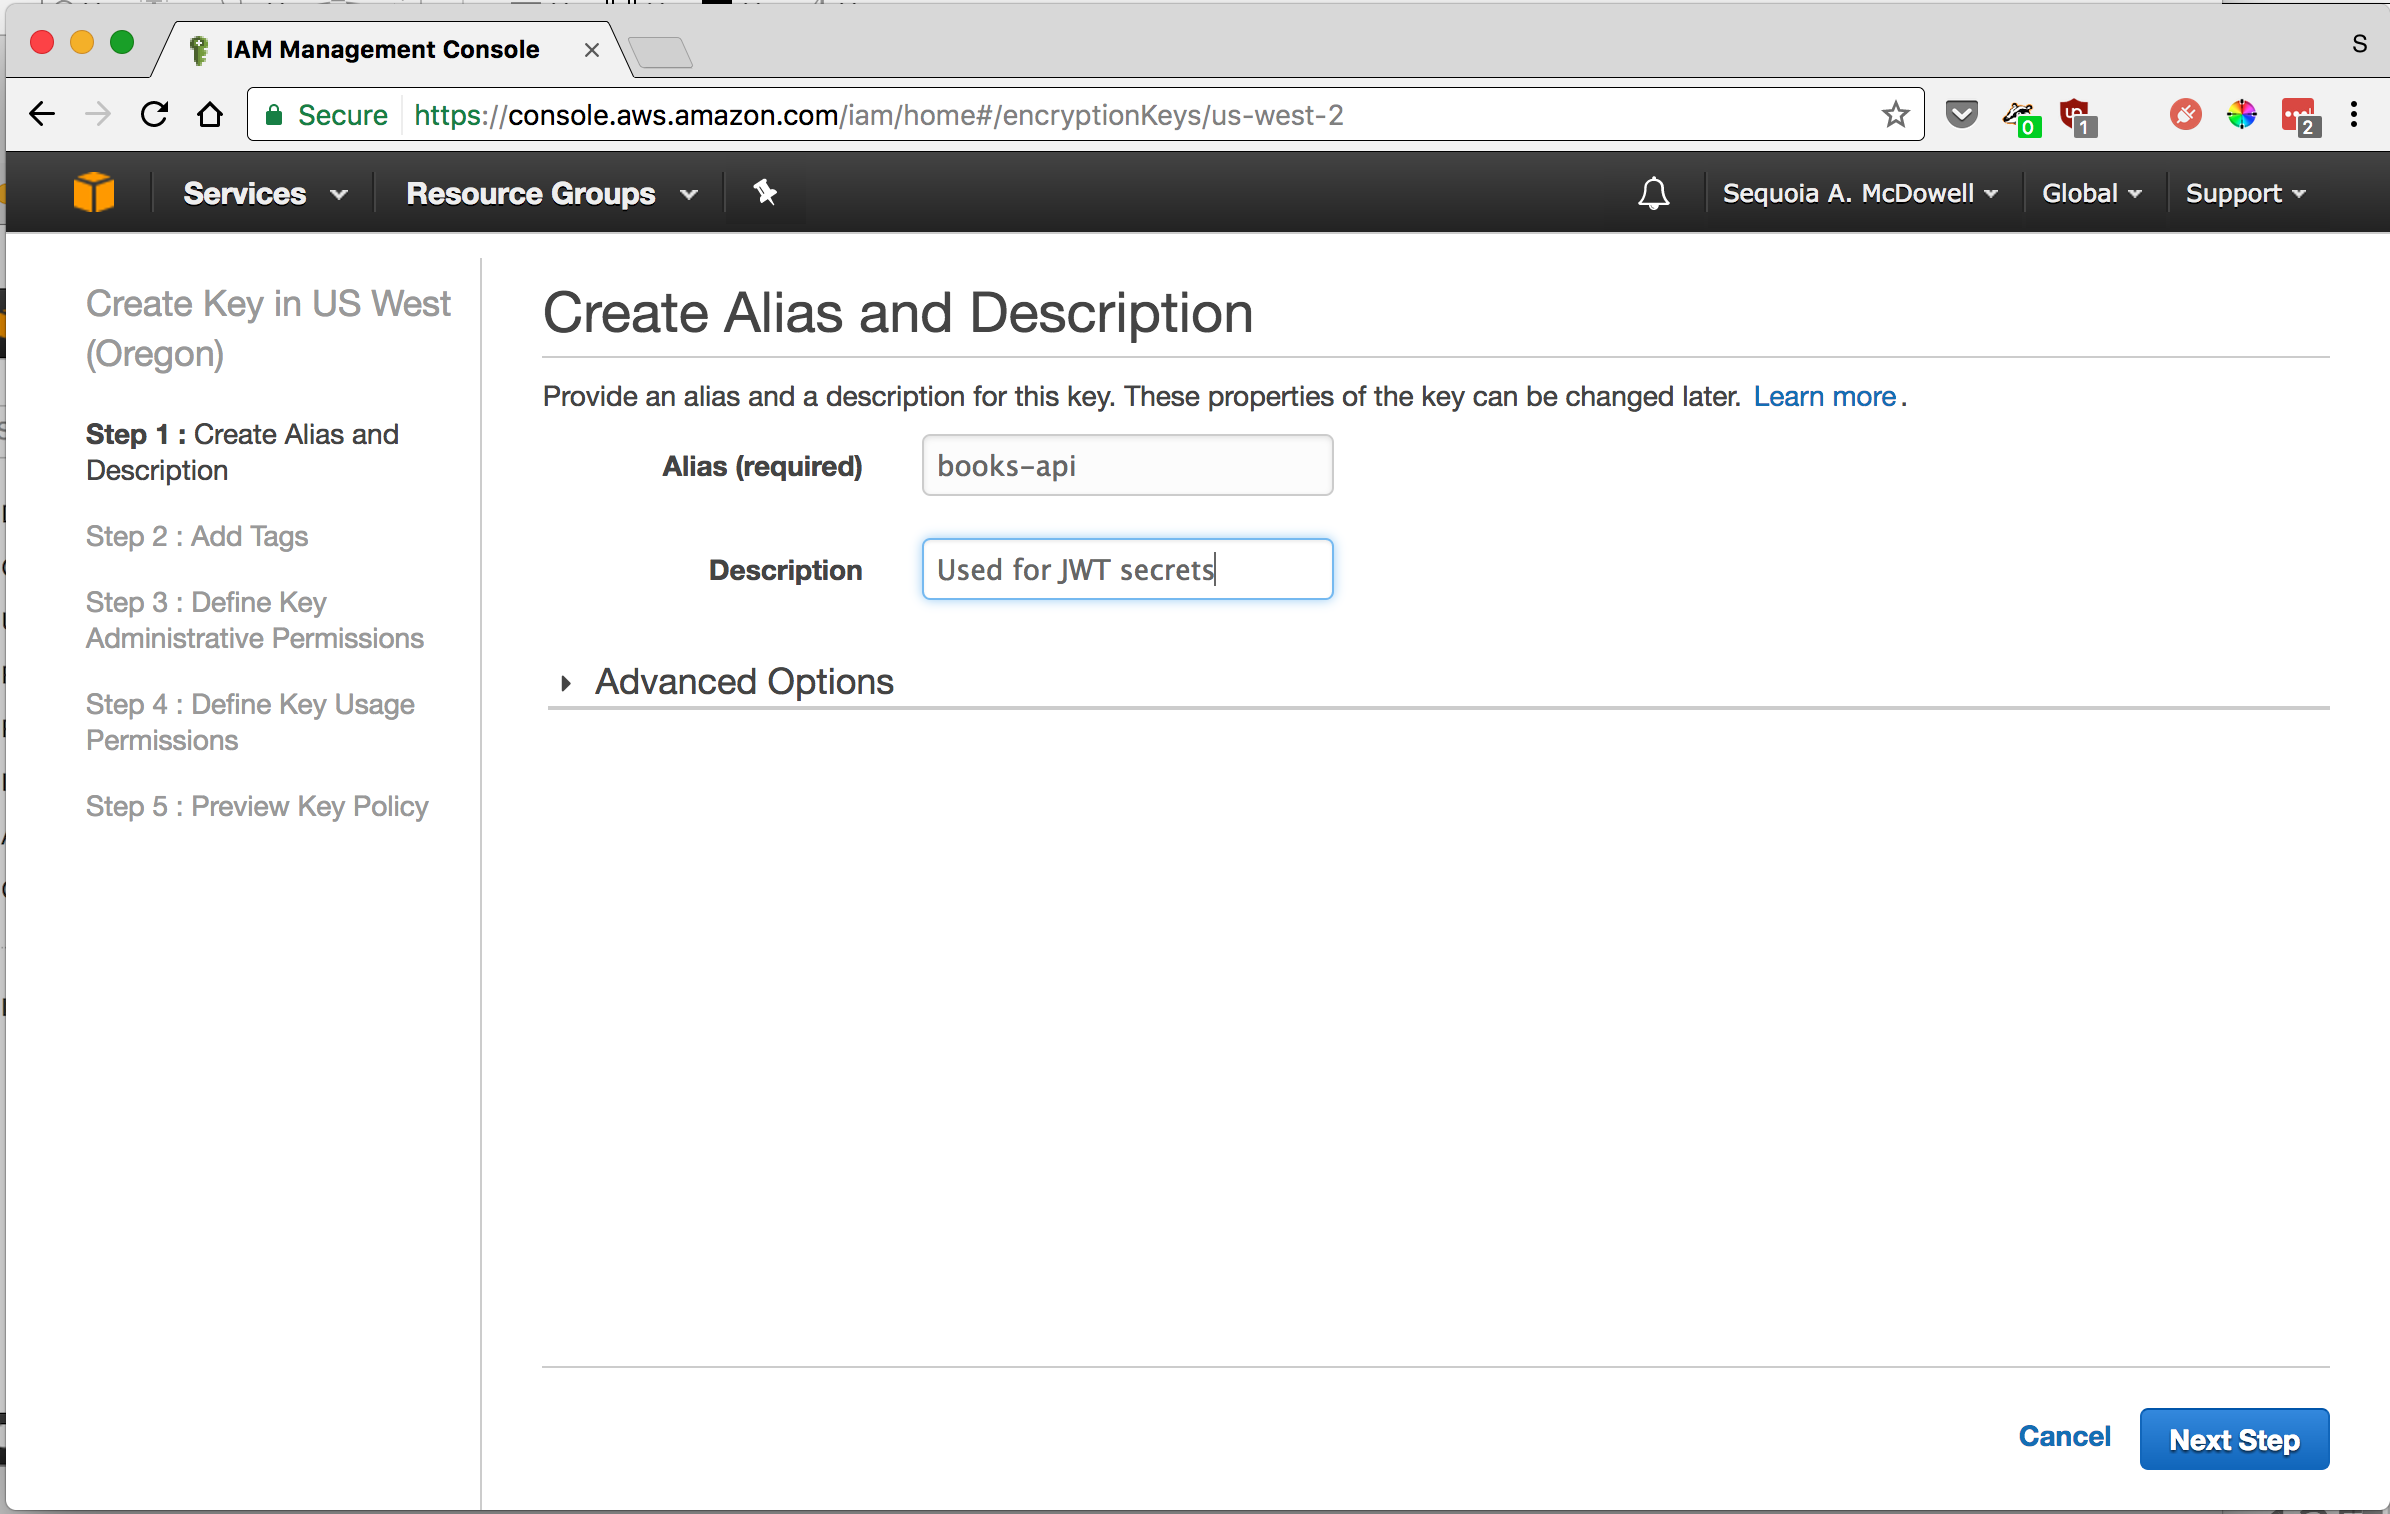 IAM Management Console
S
Secure https://console.aws.amazon.com/iam/home#/encryptionKeys/us-west-2
0
1
2
Services
Resource Groups
Sequoia A. McDowell
Global
Support
Create Key in US West
(Oregon)
Step 1 : Create Alias and
Description
Step 2 : Add Tags
Step 3 : Define Key
Administrative Permissions
Step 4 : Define Key Usage
Permissions
Step 5 : Preview Key Policy
Create Alias and Description
Provide an alias and a description for this key. These properties of the key can be changed later. Learn more.
Alias (required) books-api
Description Used for JWT secrets
Advanced Options
Cancel
Next Step